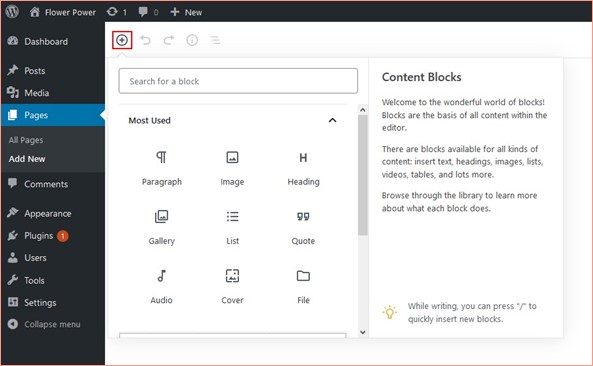 Flower Power 1 0 + New
Dashboard
Posts
Media
Pages
All Pages
Add New
Comments
Appearance
Plugins 1
Users
Tools
Settings
Collapse menu
Search for a block
Most Used
Paragraph Image Heading
Gallery List Quote
Audio Cover File
Content Blocks
Welcome to the wonderful world of blocks!
Blocks are the basis of all content within the
editor.
There are blocks available for all kinds of
content: insert text, headings, images, lists,
videos, tables, and lots more.
Browse through the library to learn more
about what each block does.
While writing, you can press "/" to
quickly insert new blocks.